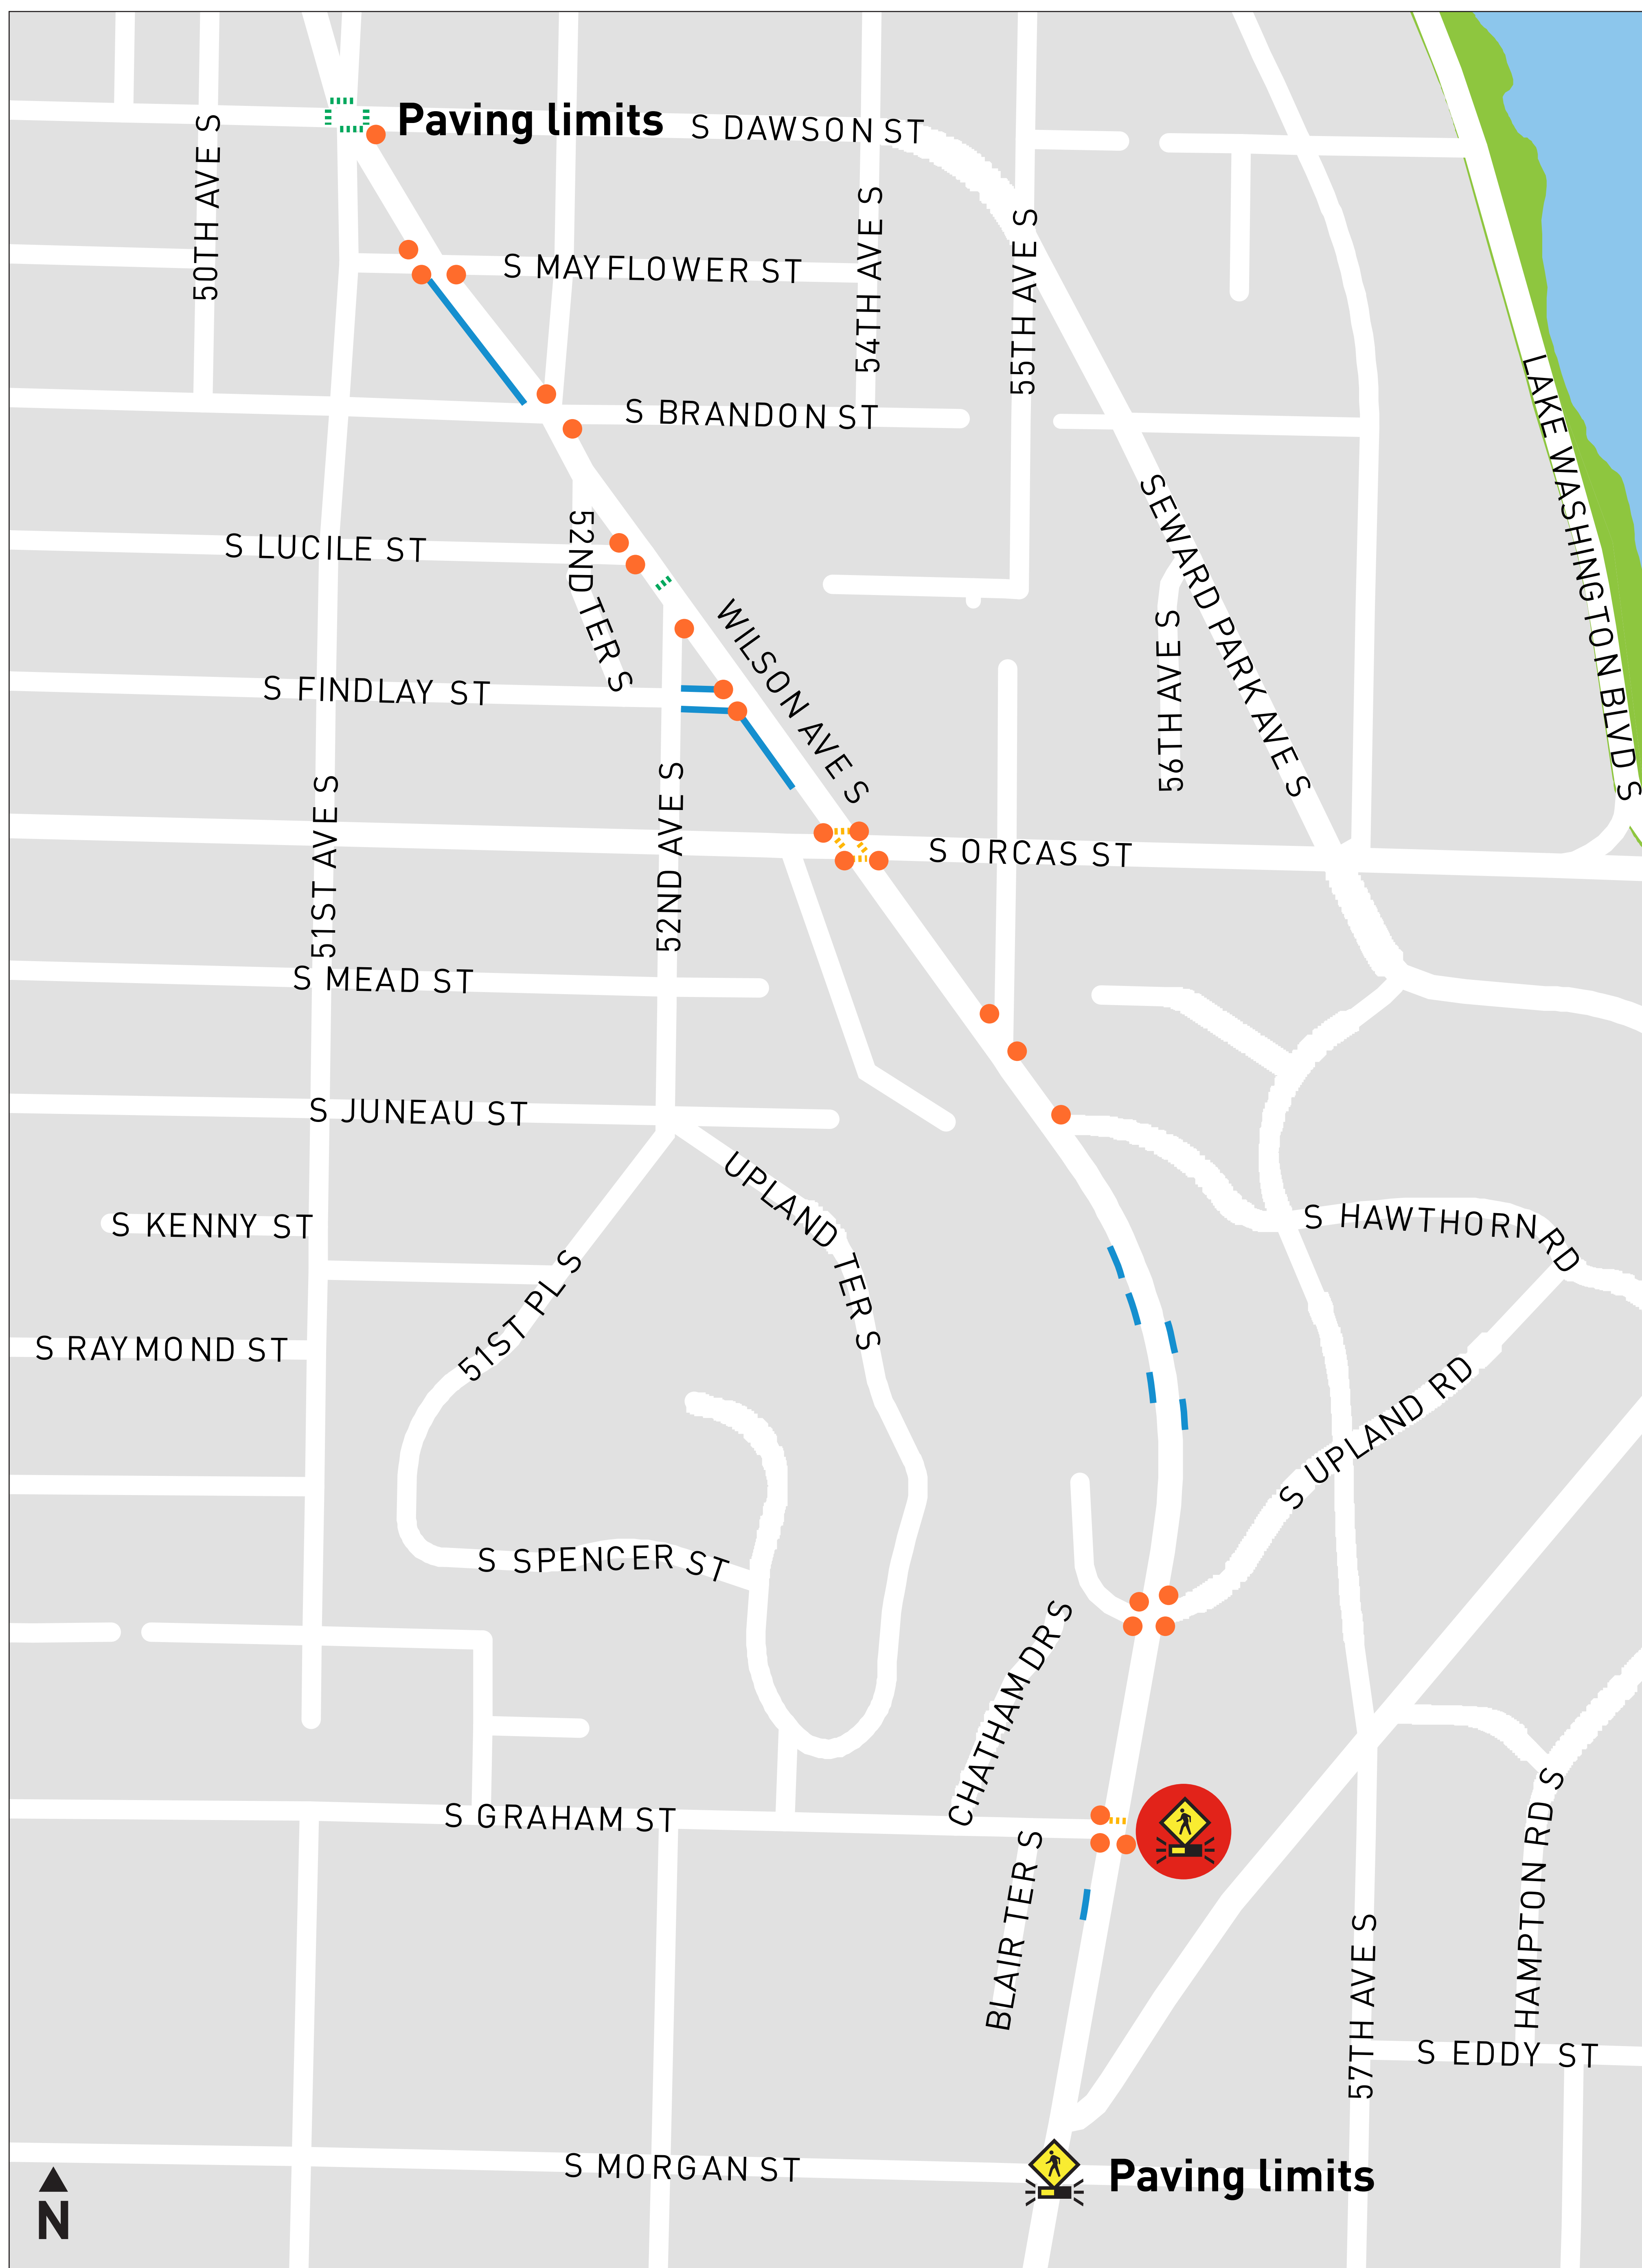 Paving limits
S DAWSON ST
50TH AVE S
54TH AVE S
55TH AVE S
S MAYFLOWER ST
S BRANDON ST
LAKE WASHINGTON BLVD S
SEWARD PARK AVE S
S LUCILE ST
52ND TER S
WILSON AVE S
56TH AVE S
S FINDLAY ST
51ST AVE S
52ND AVE S
S ORCAS ST
S MEAD ST
S JUNEAU ST
UPLAND TER S
S KENNY ST
S HAWTHORN RD
51ST PL S
S RAYMOND ST
S UPLAND RD
S SPENCER ST
CHATHAM DR S
S GRAHAM ST
BLAIR TER S
HAMPTON RD S
57TH AVE S
S EDDY ST
S MORGAN ST
Paving limits
N